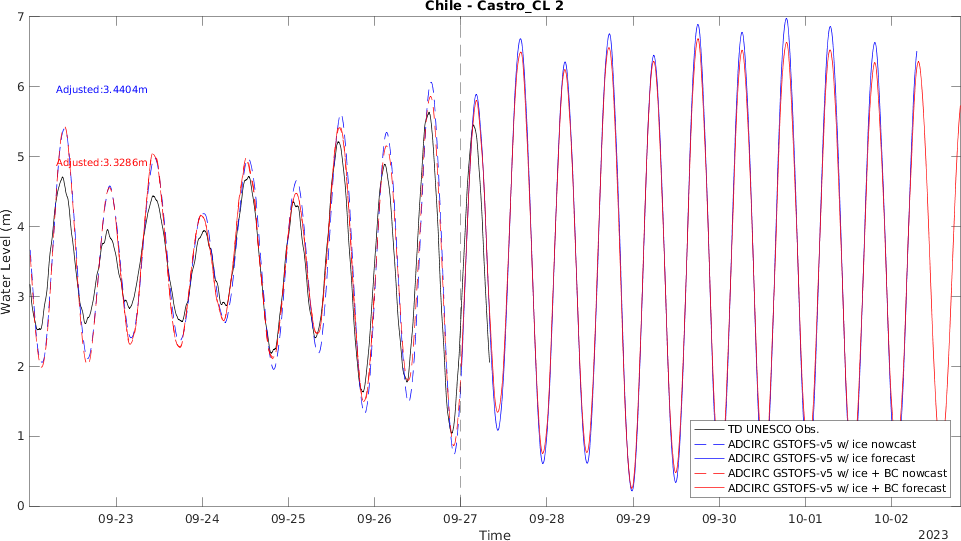 Chile - Castro_CL 2
7
6
5
4
3
2
1
0
Water Level (m)
Adjusted:3.4404m
Adjusted:3.3286m
TD UNESCO Obs.
ADCIRC GSTOFS-v5 w/ ice nowcast
ADCIRC GSTOFS-v5 w/ ice forecast
ADCIRC GSTOFS-v5 w/ ice + BC nowcast
ADCIRC GSTOFS-v5 w/ ice + BC forecast
09-23 09-24 09-25 09-26 09-27 09-28 09-29 09-30 10-01 10-02
Time
2023